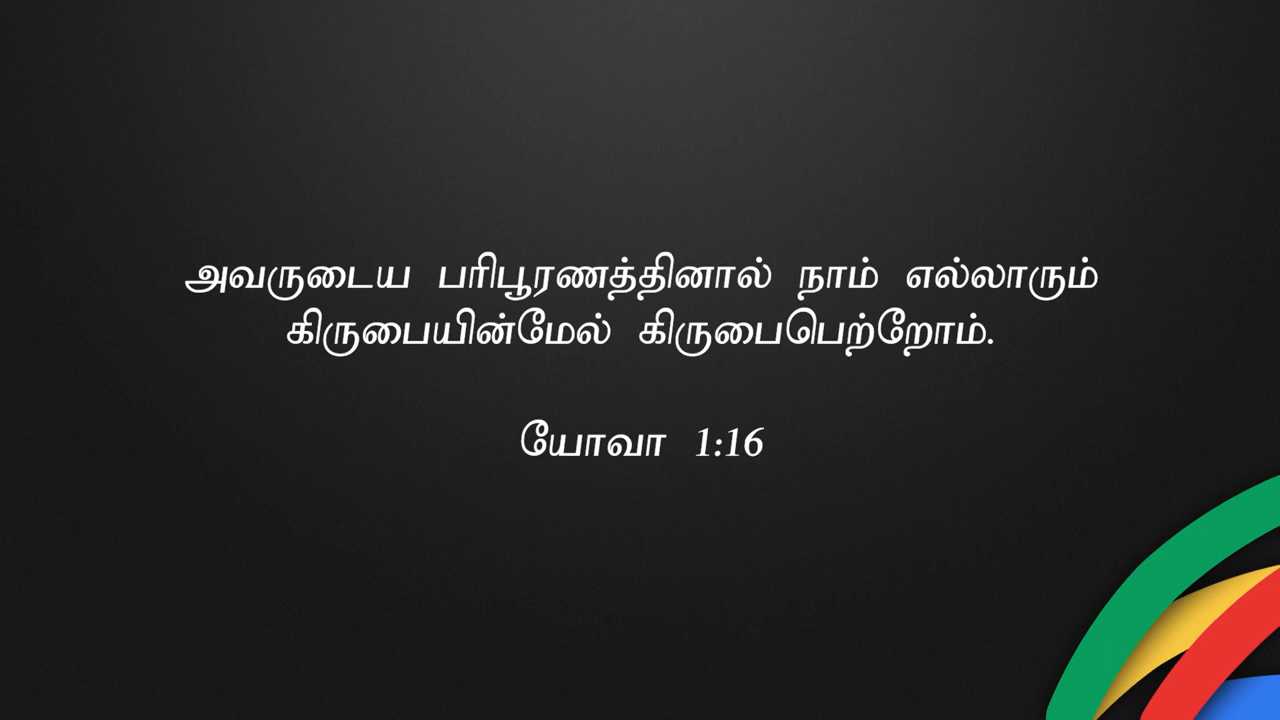 அவருடைய பரிபூரணத்தினால் நாம் எல்லாரும்
கிருபையின்மேல் கிருபைபெற்றோம்.
யோவா 1:16